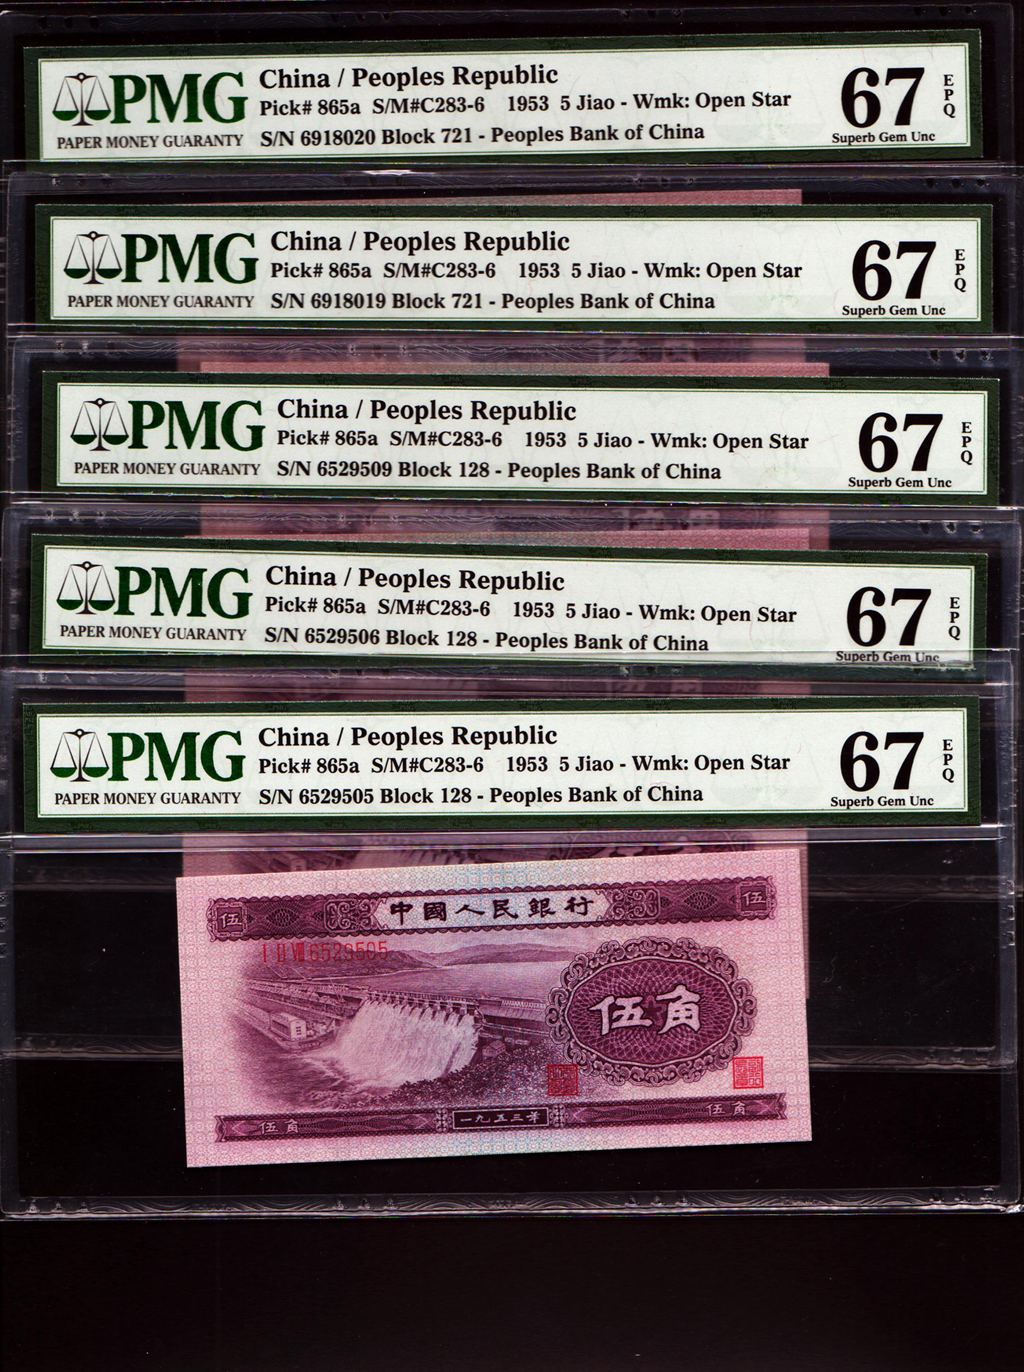 PMG
PAPER MONEY GUARANTY
China / Peoples Republic
Pick# 865a S/M#C283-6 1953 5 Jiao - Wmk: Open Star
S/N 6918020 Block 721 - Peoples Bank of China
67
EPQ
Superb Gem Unc
PMG
PAPER MONEY GUARANTY
China / Peoples Republic
Pick# 865a S/M#C283-6 1953 5 Jiao - Wmk: Open Star
S/N 6918019 Block 721 - Peoples Bank of China
67
EPQ
Superb Gem Unc
PMG
PAPER MONEY GUARANTY
China / Peoples Republic
Pick# 865a S/M#C283-6 1953 5 Jiao - Wmk: Open Star
S/N 6529509 Block 128 - Peoples Bank of China
67
EPQ
Superb Gem Unc
PMG
PAPER MONEY GUARANTY
China / Peoples Republic
Pick# 865a S/M#C283-6 1953 5 Jiao - Wmk: Open Star
S/N 6529506 Block 128 - Peoples Bank of China
67
EPQ
Superb Gem Unc
PMG
PAPER MONEY GUARANTY
China / Peoples Republic
Pick# 865a S/M#C283-6 1953 5 Jiao - Wmk: Open Star
S/N 6529505 Block 128 - Peoples Bank of China
67
EPQ
Superb Gem Unc
伍 中國人民銀行 伍
I II VIII 6529505
伍角
伍角 一九五三年 伍角